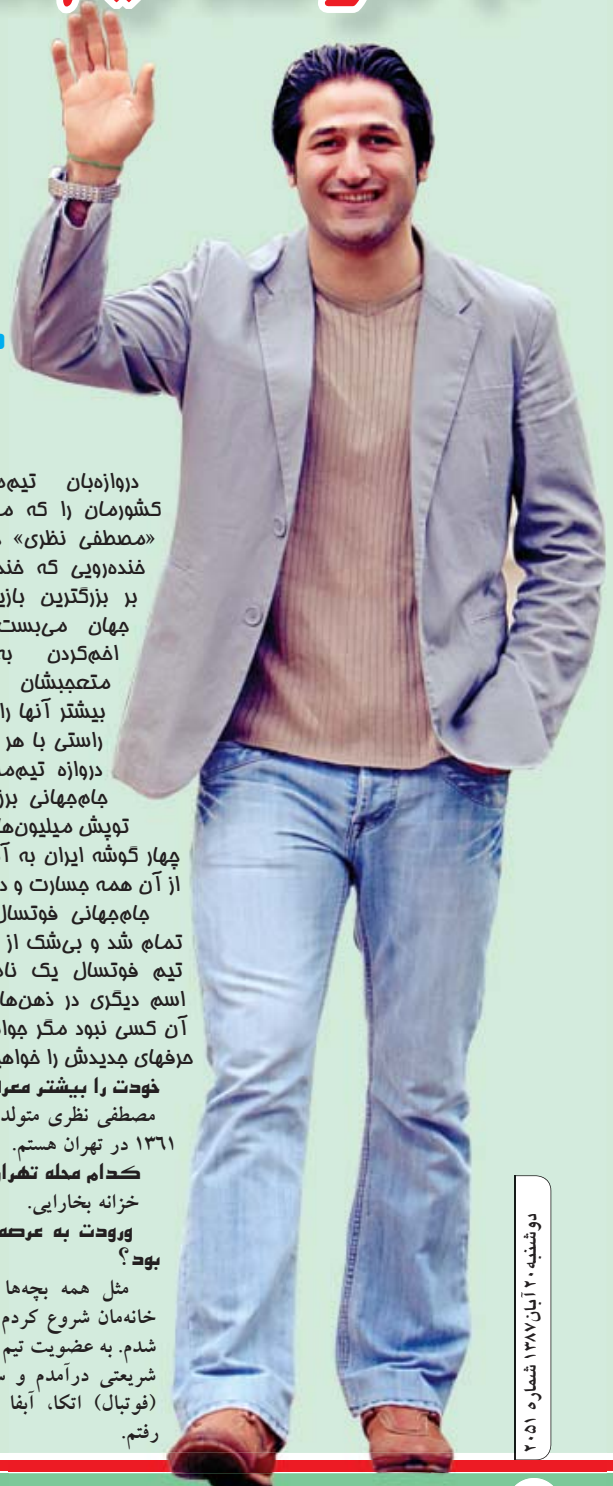 دروازه‌بان تیم‌م
کشورمان را که م
«مصطفی نظری»
خنده‌رویی که خند
بر بزرگترین بازی
جهان می‌بست
اخم‌کردن به
متعجبشان
بیشتر آنها را
راستی با هر
دروازه تیم‌م
جام‌جهانی برز
توپش میلیون‌ها
چهار گوشه ایران به آ
از آن همه جسارت و د
جام‌جهانی فوتسال
تمام شد و بی‌شک از
تیم فوتسال یک نا
اسم دیگری در ذهن‌ها
آن کسی نبود مگر جوا
حرفهای جدیدش را خواهی
خودت را بیشتر معر
مصطفی نظری متولد
۱۳۶۱ در تهران هستم.
کدام محله تهرا
خزانه بخارایی.
ورودت به عرصه
بود؟
مثل همه بچه‌ها
خانه‌مان شروع کردم
شدم. به عضویت تیم
شریعتی درآمدم و س
(فوتبال) اتکا، آبفا
رفتم.
دوشنبه ۲۰ آبان ۱۳۸۷ شماره ۲۰۵۱